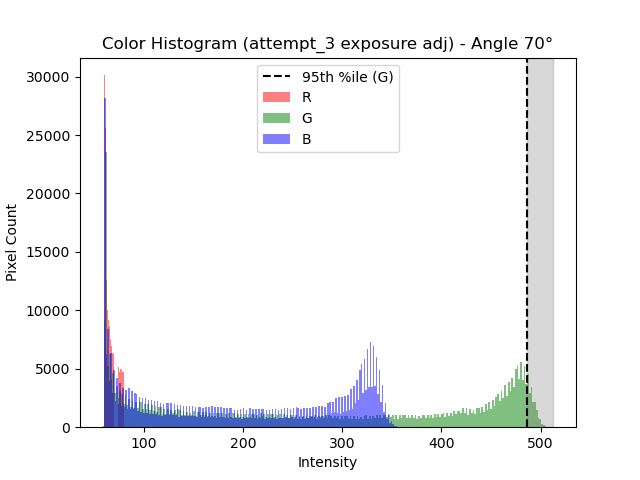 Color Histogram (attempt_3 exposure adj) - Angle 70°
95th %ile (G)
R
G
B
30000
25000
20000
15000
10000
5000
0
Pixel Count
100
200
300
400
500
Intensity